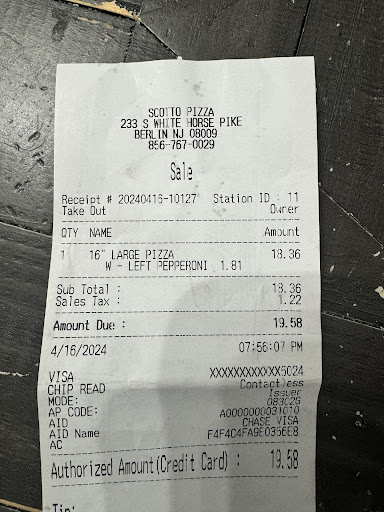 SCOTTO PIZZA
233 S WHITE HORSE PIKE
BERLIN NJ 08009
856-767-0029
Sale
Receipt # 20240416-10127 Station ID : 11
Take Out Owner
QTY NAME Amount
1 16" LARGE PIZZA 18.36
W - LEFT PEPPERONI 1.81
Sub Total : 18.36
Sales Tax : 1.22
Amount Due : 19.58
4/16/2024 07:56:07 PM
VISA XXXXXXXXXXXX5024
CHIP READ Contactless
MODE: Issuer
AP CODE: 08302G
AID A0000000031010
AID Name CHASE VISA
AC F4F4C4FA9E0366E8
Authorized Amount(Credit Card) : 19.58
Tip: